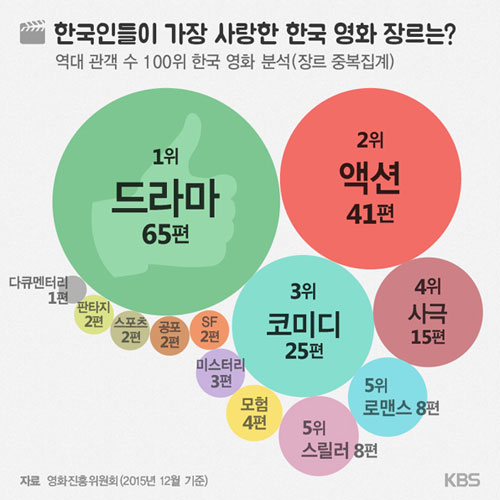 한국인들이 가장 사랑한 한국 영화 장르는?
역대 관객 수 100위 한국 영화 분석(장르 중복집계)
1위
드라마
65편
2위
액션
41편
3위
코미디
25편
4위
사극
15편
5위
로맨스 8편
5위
스릴러 8편
모험
4편
미스터리
3편
SF
2편
공포
2편
스포츠
2편
판타지
2편
다큐멘터리
1편
자료 영화진흥위원회(2015년 12월 기준)
KBS